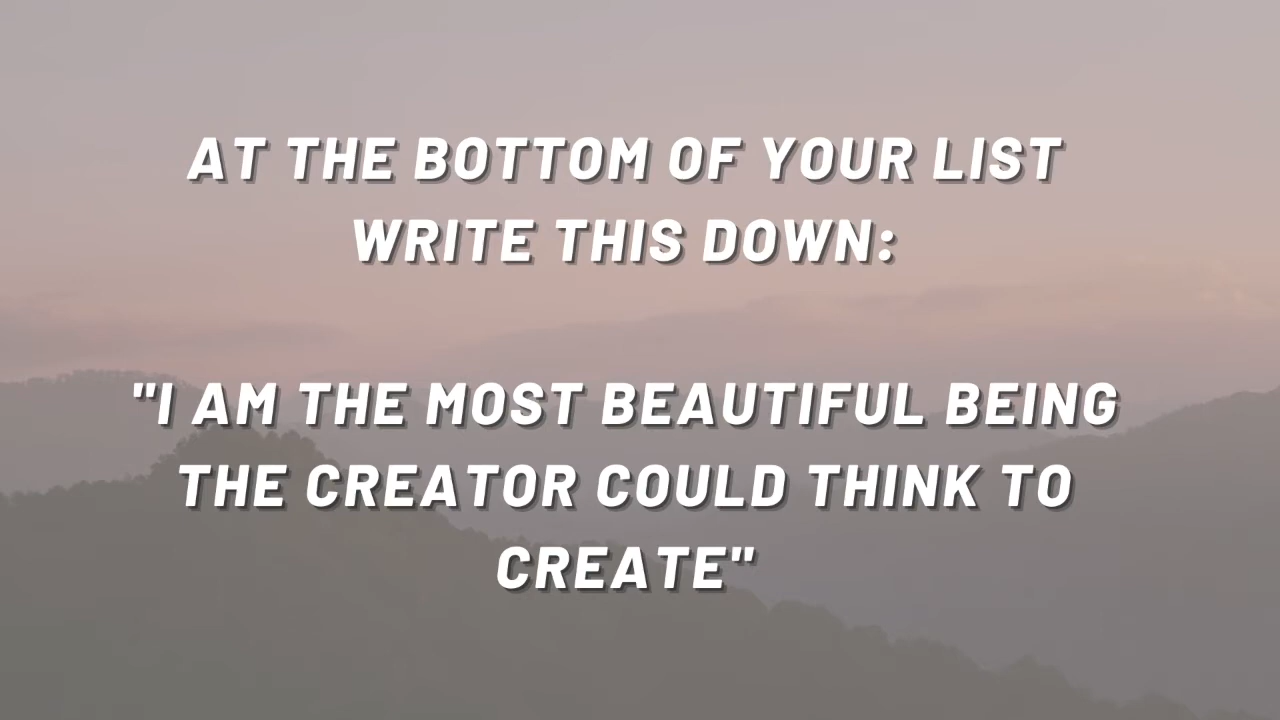 AT THE BOTTOM OF YOUR LIST
WRITE THIS DOWN:
"I AM THE MOST BEAUTIFUL BEING
THE CREATOR COULD THINK TO
CREATE"